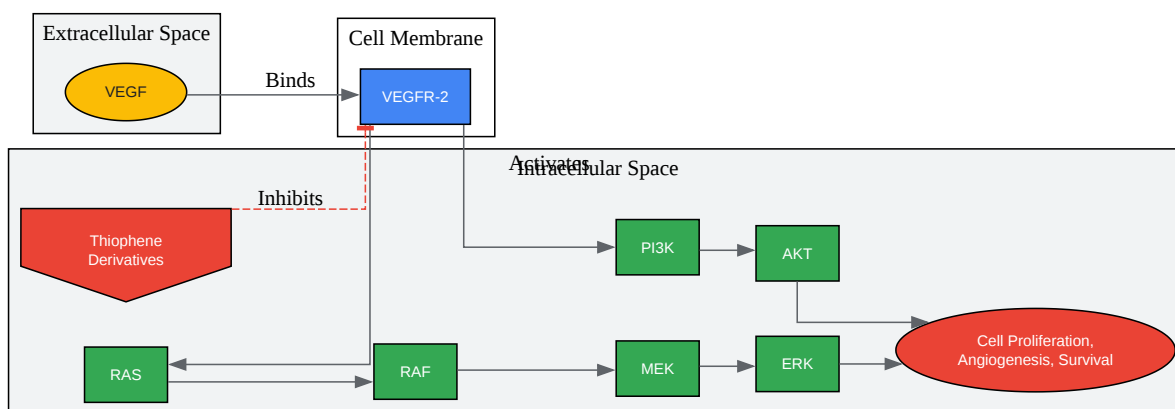 Extracellular Space
Cell Membrane
VEGF
Binds
VEGFR-2
Activates
Intracellular Space
Inhibits
Thiophene
Derivatives
PI3K
AKT
RAS
RAF
MEK
ERK
Cell Proliferation,
Angiogenesis, Survival